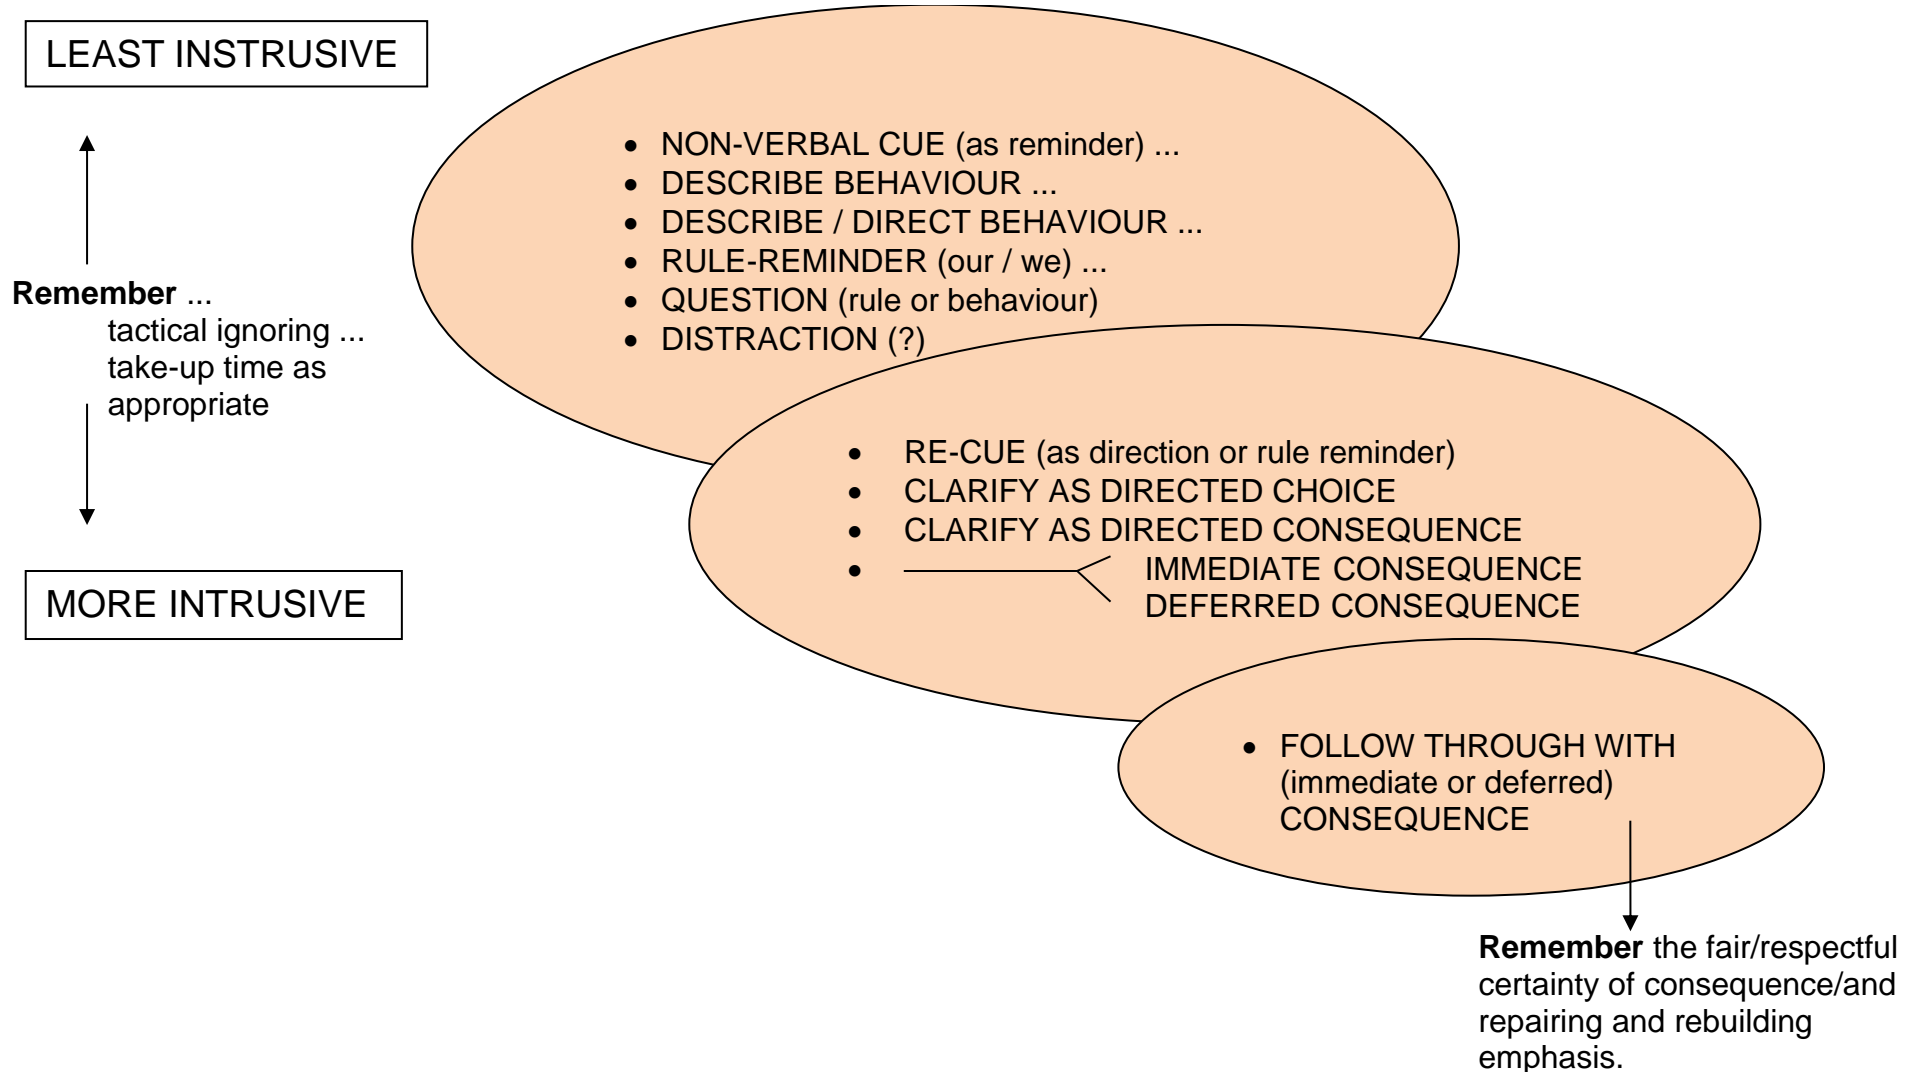 LEAST INSTRUSIVE
• NON-VERBAL CUE (as reminder) ...
• DESCRIBE BEHAVIOUR ...
• DESCRIBE / DIRECT BEHAVIOUR ...
• RULE-REMINDER (our / we) ...
• QUESTION (rule or behaviour)
• DISTRACTION (?)
Remember ...
tactical ignoring ...
take-up time as
appropriate
• RE-CUE (as direction or rule reminder)
• CLARIFY AS DIRECTED CHOICE
• CLARIFY AS DIRECTED CONSEQUENCE
• IMMEDIATE CONSEQUENCE
DEFERRED CONSEQUENCE
MORE INTRUSIVE
• FOLLOW THROUGH WITH
(immediate or deferred)
CONSEQUENCE
Remember the fair/respectful
certainty of consequence/and
repairing and rebuilding
emphasis.